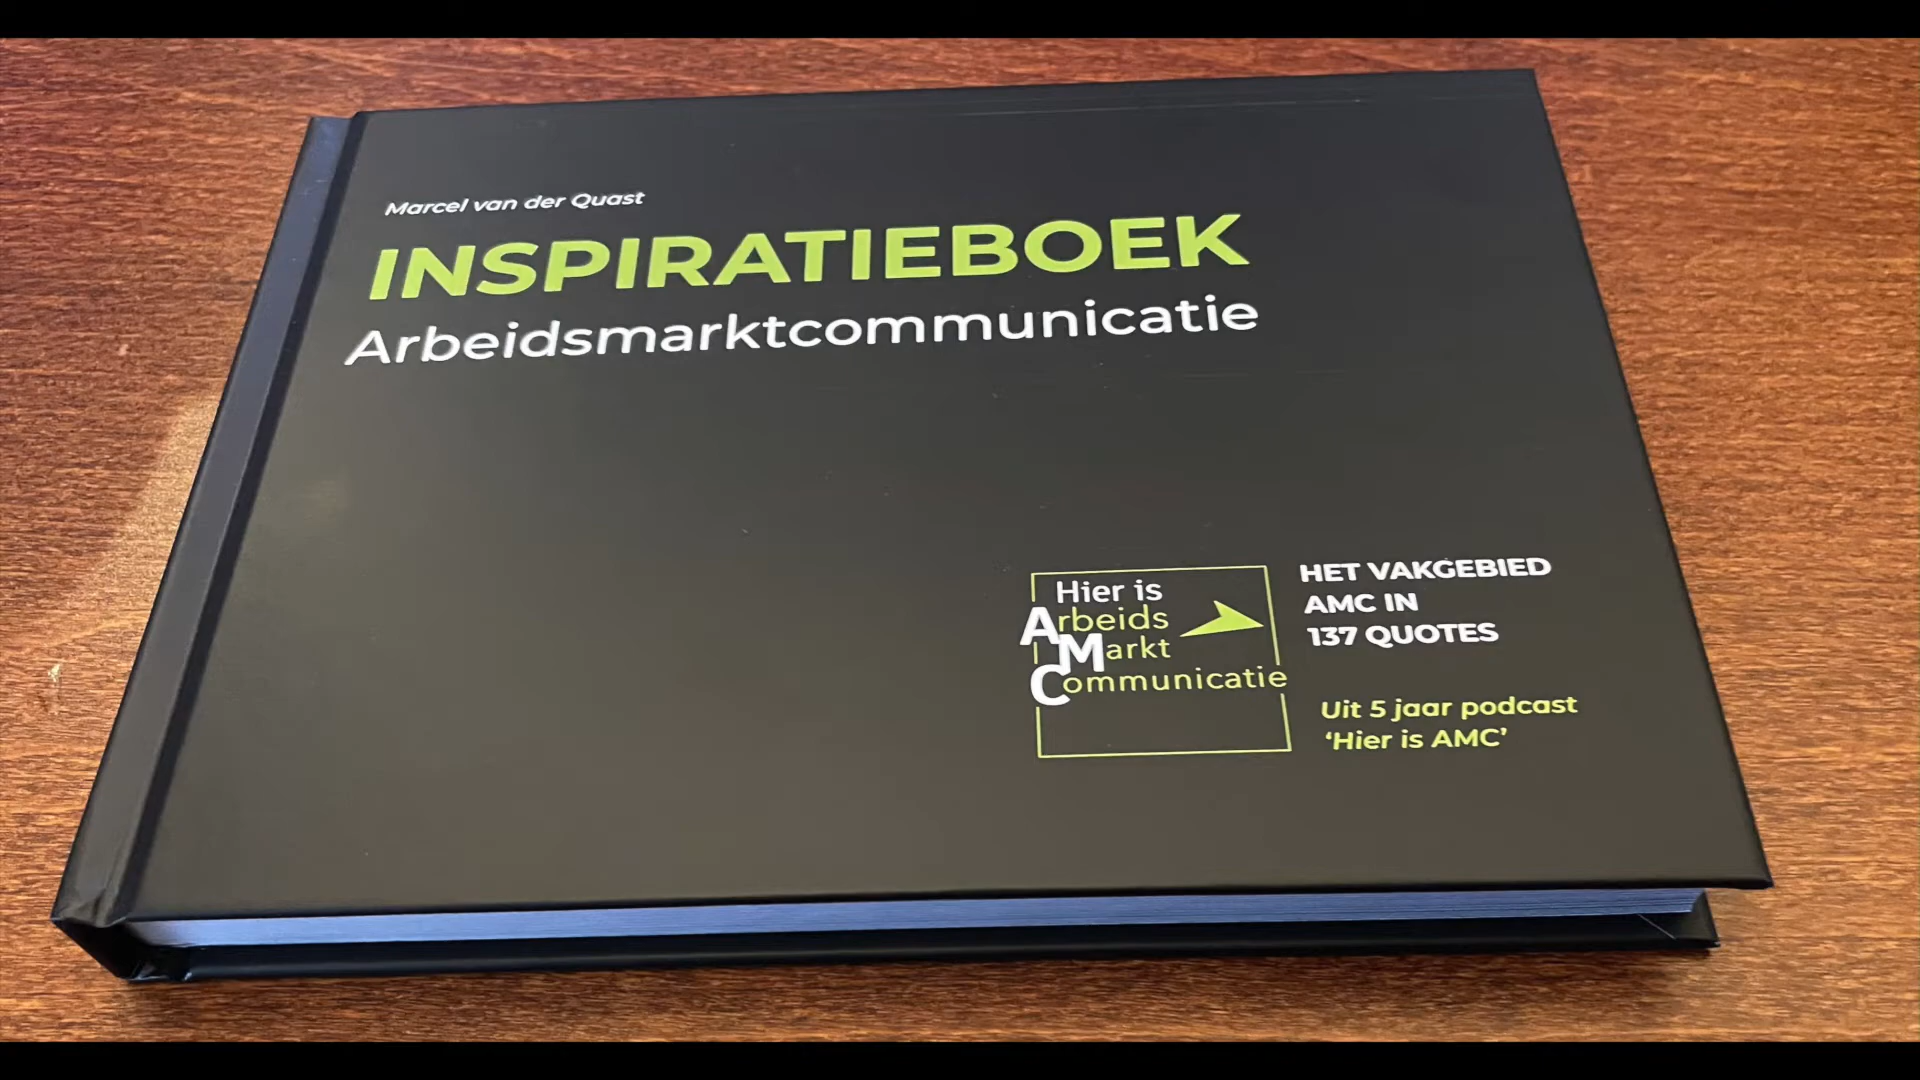 Marcel van der Quast
INSPIRATIEBOEK
Arbeidsmarktcommunicatie
Hier is
Arbeids
Markt
Communicatie
HET VAKGEBIED
AMC IN
137 QUOTES
Uit 5 jaar podcast
‘Hier is AMC’